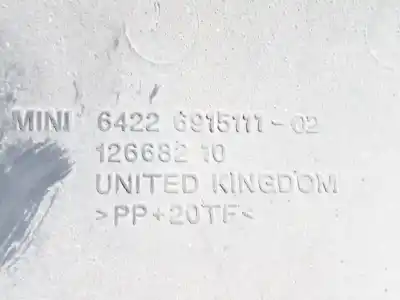 MINI 6422 6915111-02
126682 10
UNITED KINGDOM
>PP+20TF<